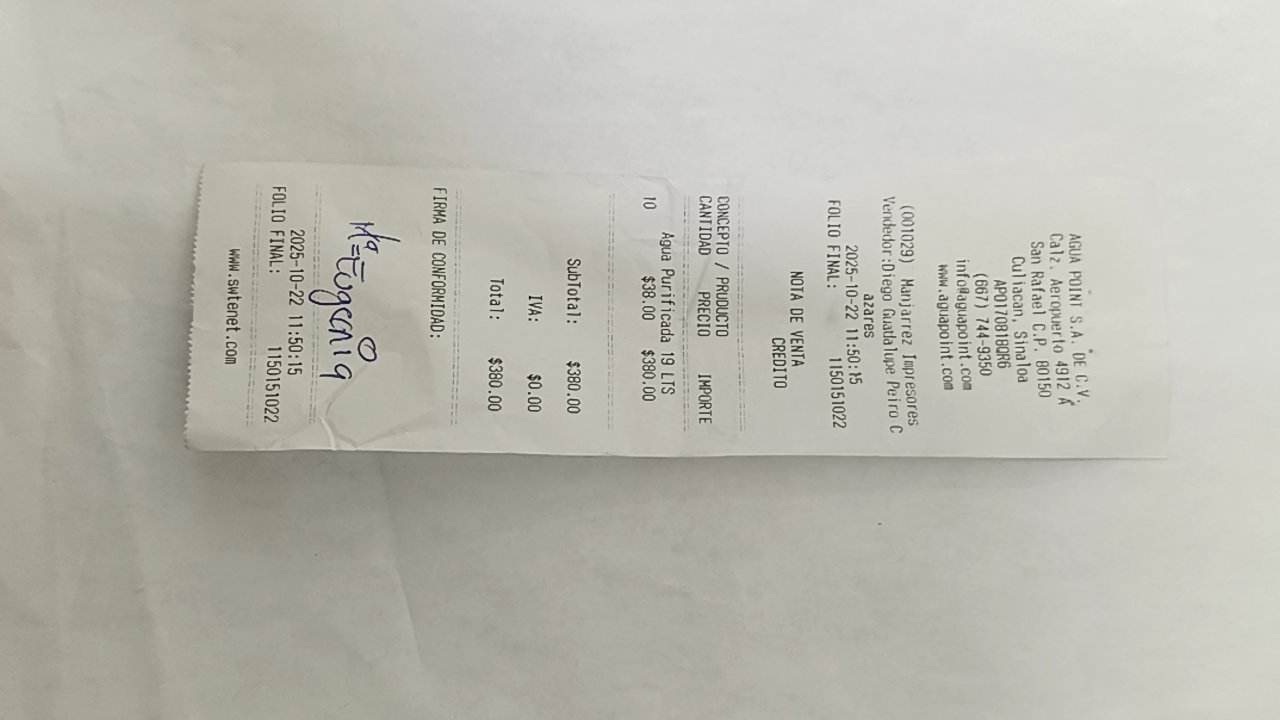 AGUA POINT S.A. DE C.V.
Calz. Aeropuerto 4912 A
San Rafael C.P. 80150
Culiacan, Sinaloa
APO170818QR6
(667) 744-9350
info@aguapoint.com
www.aguapoint.com
(001029) Manjarrez Impresores
Vendedor:Diego Guadalupe Peiro C
azares
2025-10-22 11:50:15
FOLIO FINAL: 1150151022
NOTA DE VENTA
CREDITO
CONCEPTO / PRUDUCTO
CANTIDAD PRECIO IMPORTE
Agua Purificada 19 LTS
10 $38.00 $380.00
SubTotal: $380.00
IVA: $0.00
Total: $380.00
FIRMA DE CONFORMIDAD:
Ma Eugenia
2025-10-22 11:50:15
FOLIO FINAL: 1150151022
www.swtenet.com